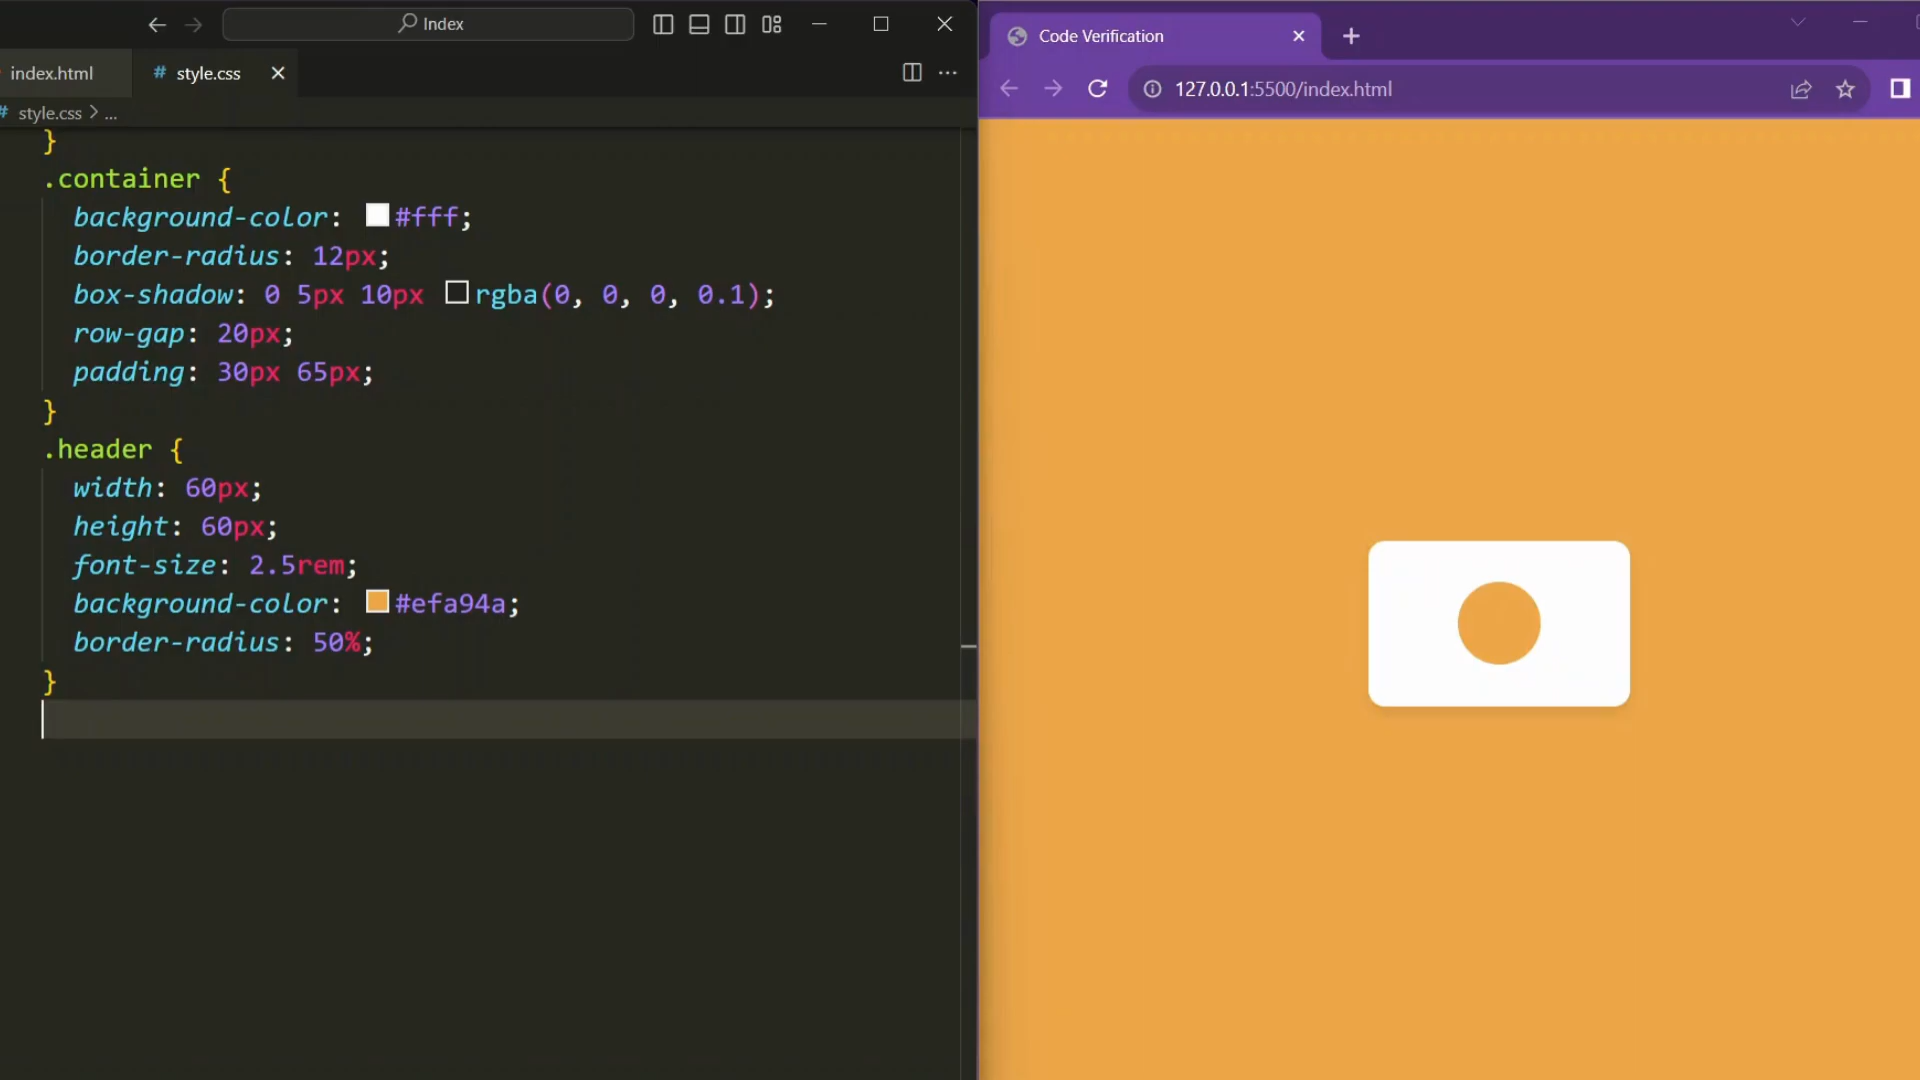 Index
index.html
# style.css
# style.css > ...
}
.container {
background-color: #fff;
border-radius: 12px;
box-shadow: 0 5px 10px rgba(0, 0, 0, 0.1);
row-gap: 20px;
padding: 30px 65px;
}
.header {
width: 60px;
height: 60px;
font-size: 2.5rem;
background-color: #efa94a;
border-radius: 50%;
}
Code Verification
127.0.0.1:5500/index.html